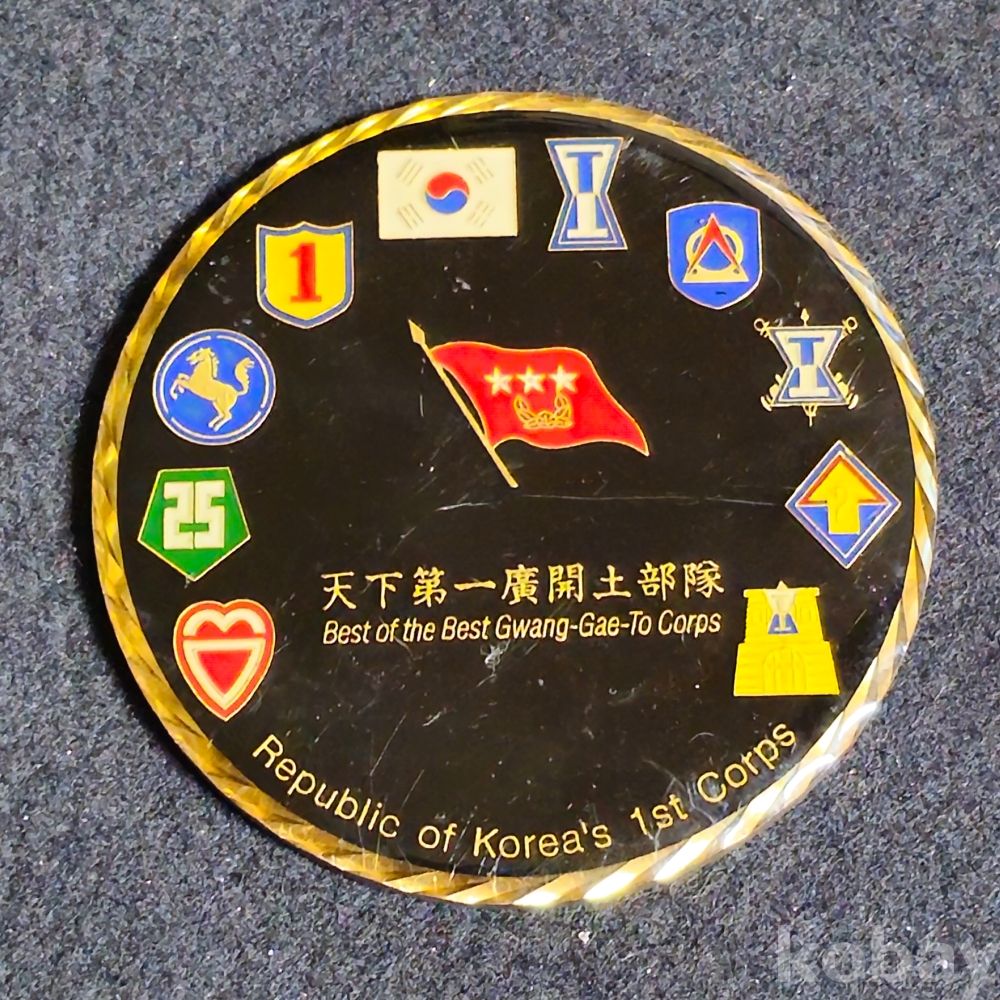 1
25
天下第一廣開土部隊
Best of the Best Gwang-Gae-To Corps
Republic of Korea's 1st Corps
kobay